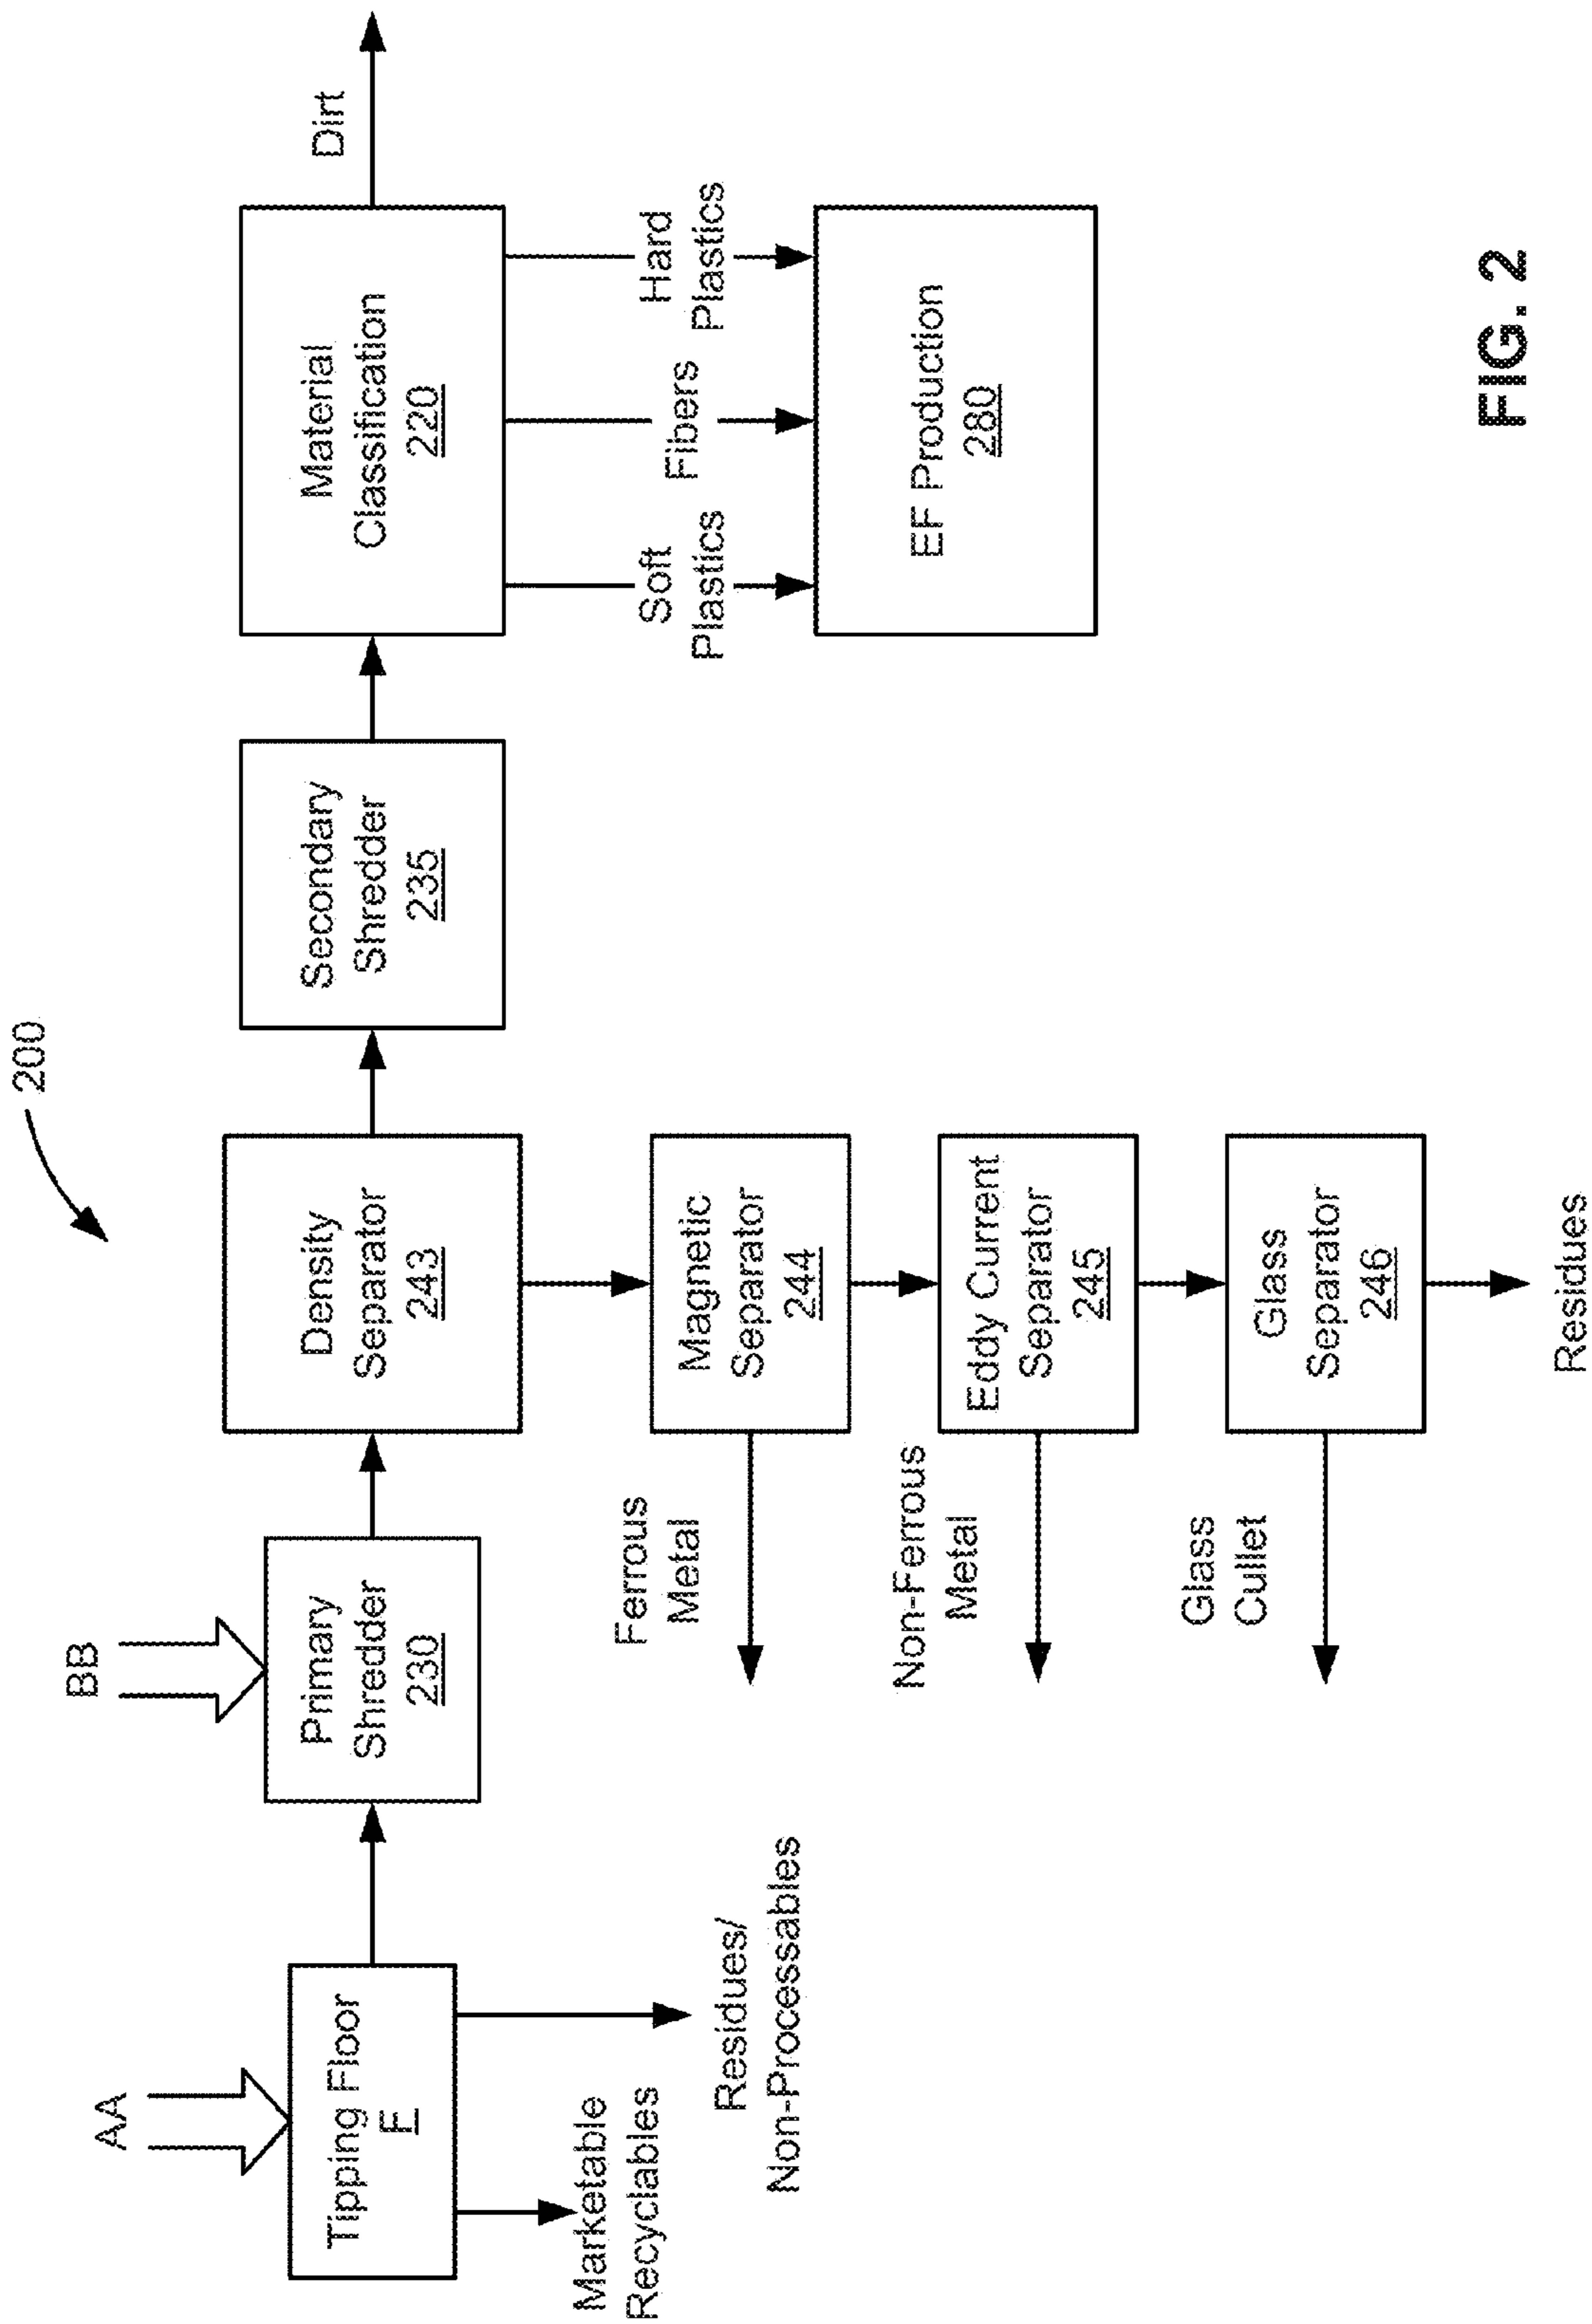 200
AA
BB
Tipping Floor
F
Primary
Shredder
230
Density
Separator
243
Secondary
Shredder
235
Material
Classification
220
Dirt
Marketable
Recyclables
Residues/
Non-Processables
Ferrous
Metal
Magnetic
Separator
244
Soft
Plastics
Fibers
Hard
Plastics
Non-Ferrous
Metal
Eddy Current
Separator
245
EF Production
280
Glass
Cullet
Glass
Separator
246
Residues
FIG. 2